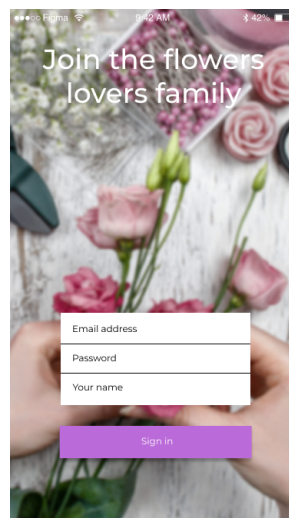 Figma 9:42 AM 42%
Join the flowers
lovers family
Email address
Password
Your name
Sign in